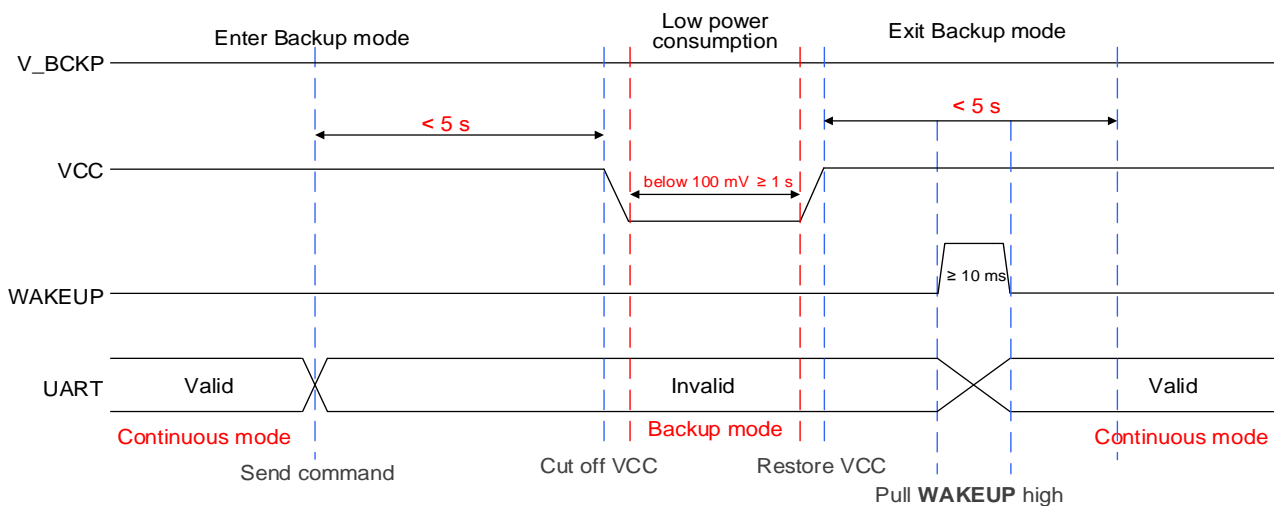 Enter Backup mode
Low power
consumption
Exit Backup mode
V_BCKP
< 5 s
< 5 s
VCC
below 100 mV ≥ 1 s
WAKEUP
≥ 10 ms
UART
Valid
Invalid
Valid
Continuous mode
Backup mode
Continuous mode
Send command
Cut off VCC
Restore VCC
Pull WAKEUP high